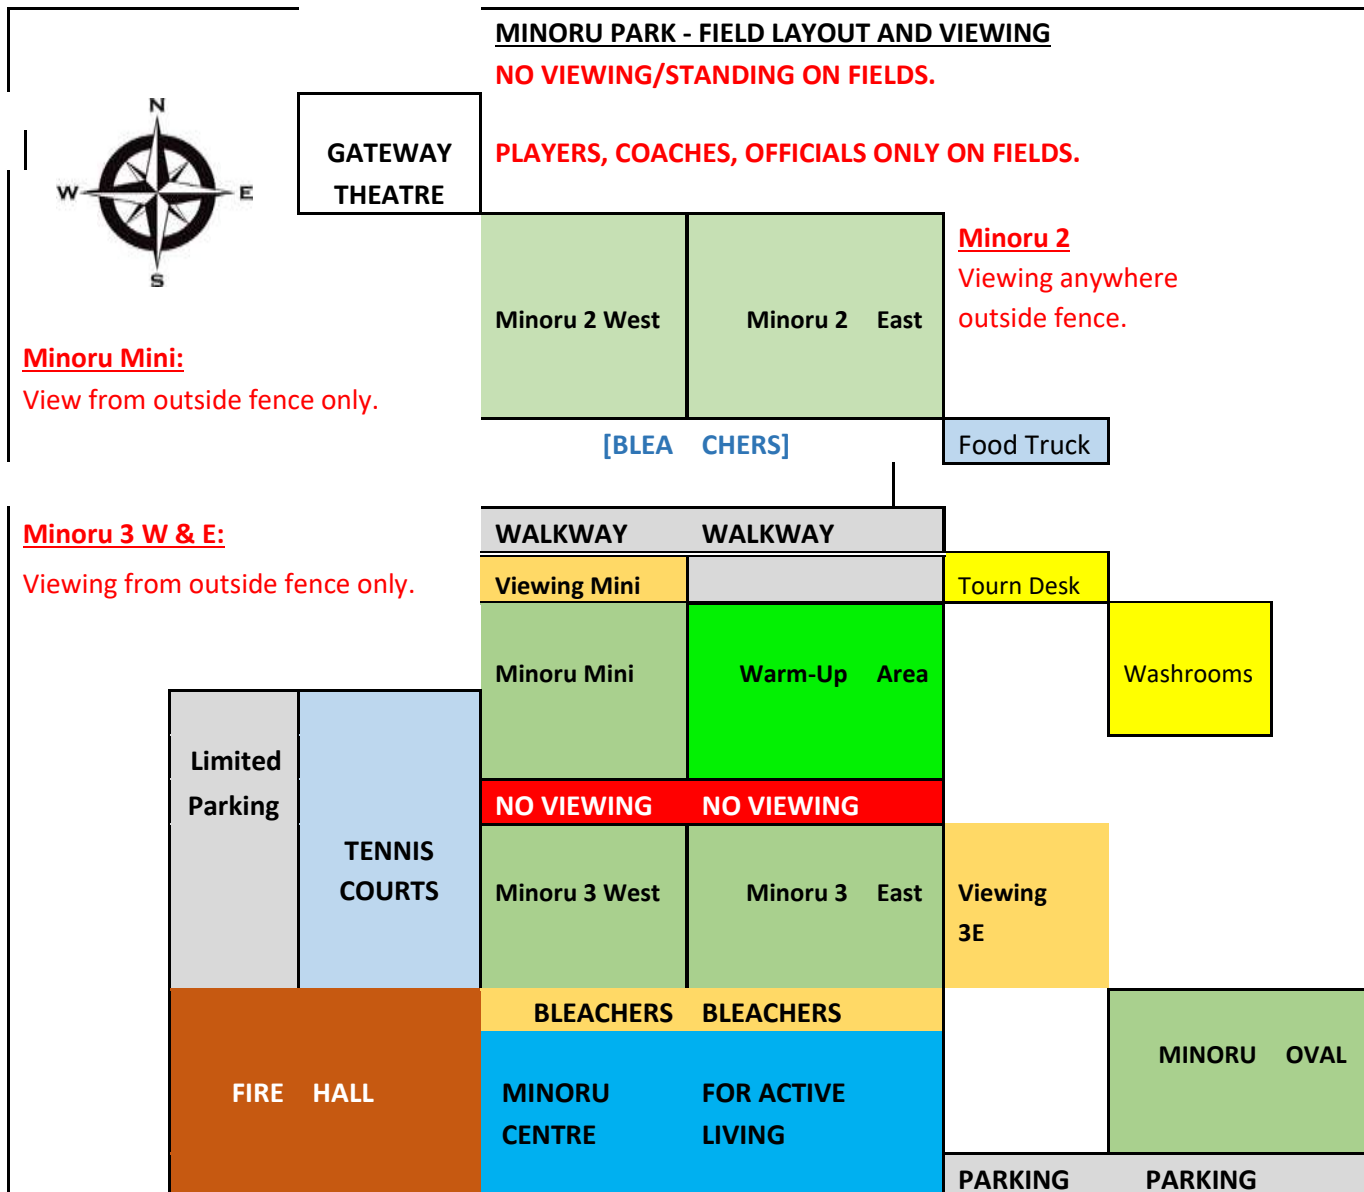 MINORU PARK - FIELD LAYOUT AND VIEWING
NO VIEWING/STANDING ON FIELDS.
N
W
E
S
GATEWAY
THEATRE
PLAYERS, COACHES, OFFICIALS ONLY ON FIELDS.
Minoru 2 West
Minoru 2 East
Minoru 2
Viewing anywhere
outside fence.
Minoru Mini:
View from outside fence only.
[BLEA CHERS]
Food Truck
Minoru 3 W & E:
Viewing from outside fence only.
WALKWAY WALKWAY
Viewing Mini
Tourn Desk
Minoru Mini
Warm-Up Area
Washrooms
Limited
Parking
NO VIEWING NO VIEWING
TENNIS
COURTS
Minoru 3 West
Minoru 3 East
Viewing
3E
BLEACHERS BLEACHERS
FIRE HALL
MINORU FOR ACTIVE
CENTRE LIVING
MINORU OVAL
PARKING PARKING